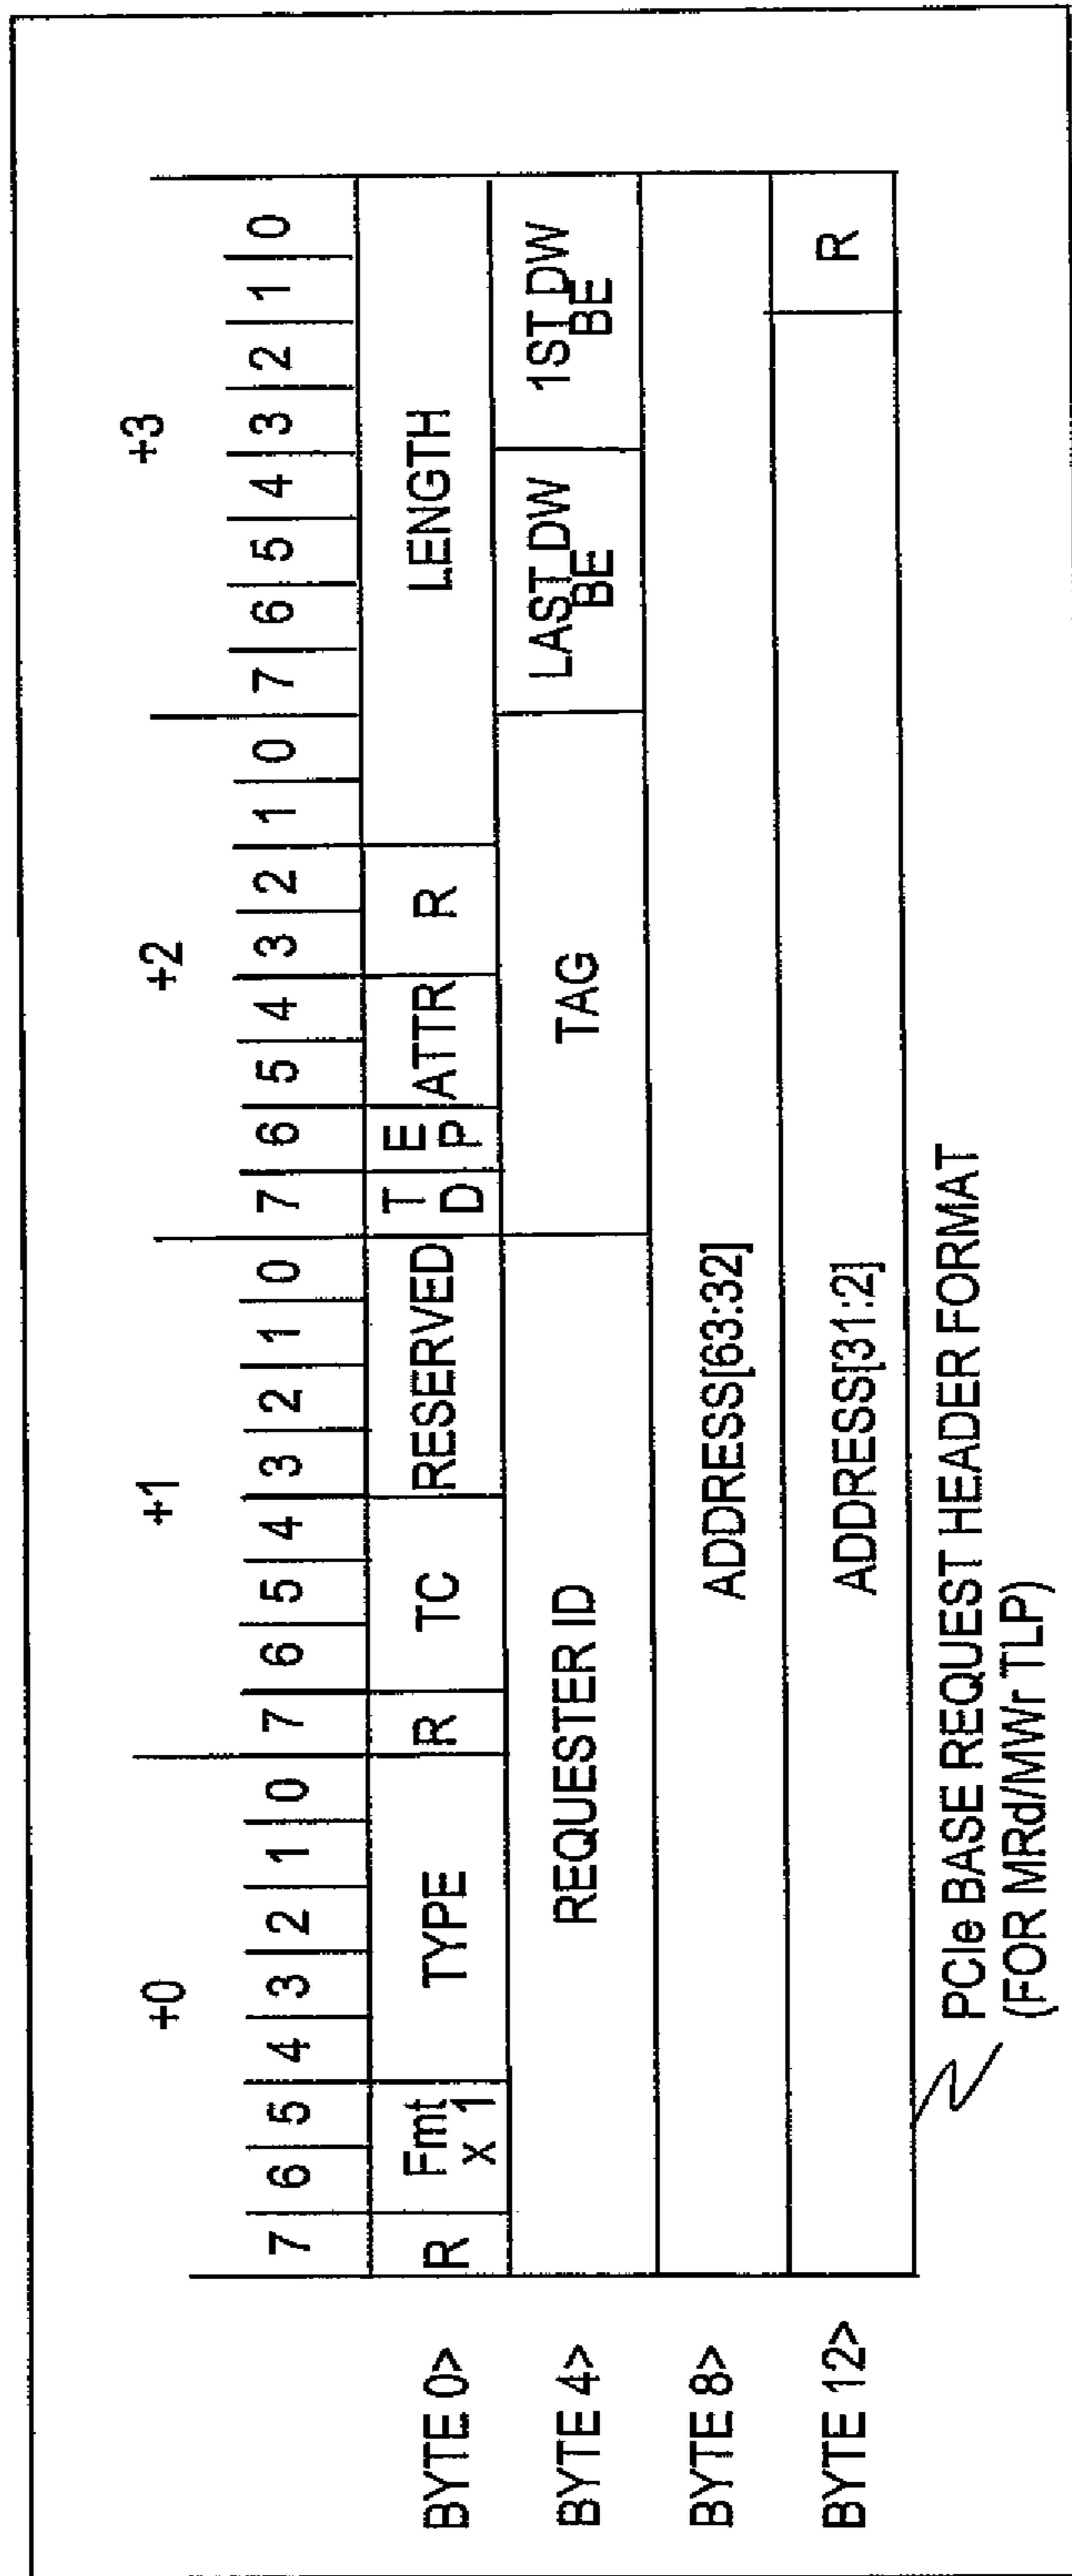 +0 +1 +2 +3
7 6 5 4 3 2 1 0 7 6 5 4 3 2 1 0 7 6 5 4 3 2 1 0 7 6 5 4 3 2 1 0
BYTE 0> R Fmt x 1 TYPE R TC RESERVED T D E P ATTR R LENGTH
BYTE 4> REQUESTER ID TAG LAST DW BE 1ST DW BE
BYTE 8> ADDRESS[63:32]
BYTE 12> ADDRESS[31:2] R
PCIe BASE REQUEST HEADER FORMAT
(FOR MRd/MWr TLP)